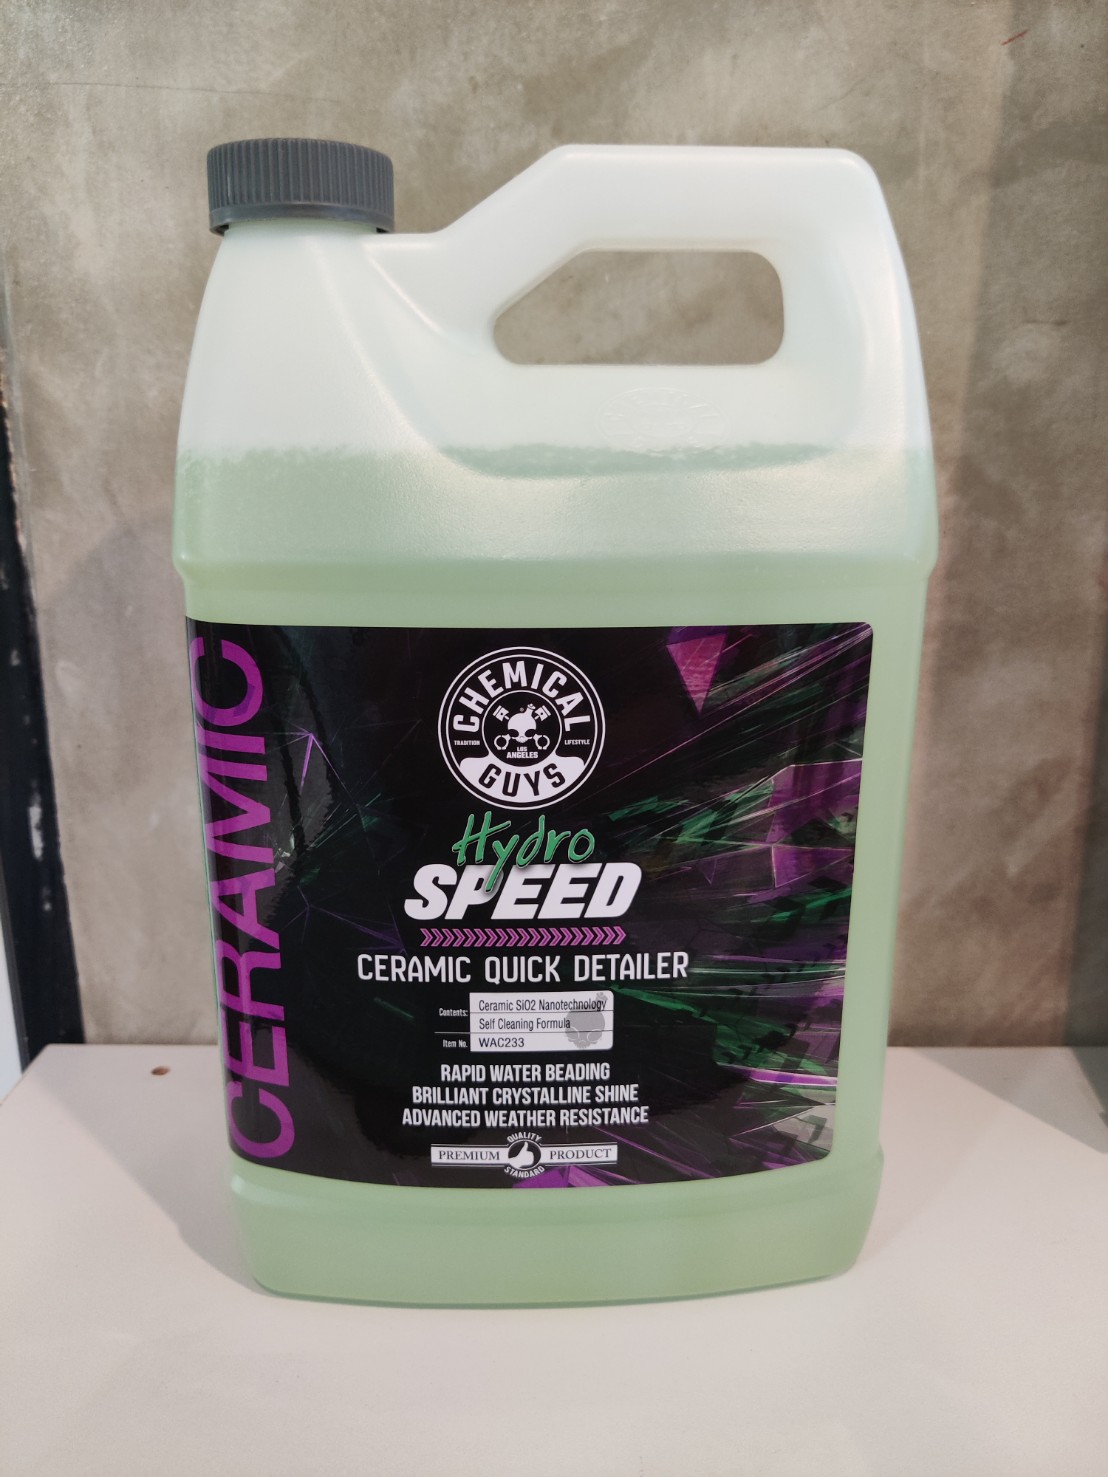 CERAMIC
CHEMICAL
TRADITION
LOS
ANGELES
LIFESTYLE
GUYS
Hydro
SPEED
CERAMIC QUICK DETAILER
Contents: Ceramic SiO2 Nanotechnology
Self Cleaning Formula
Item No. WAC233
RAPID WATER BEADING
BRILLIANT CRYSTALLINE SHINE
ADVANCED WEATHER RESISTANCE
QUALITY
PREMIUM PRODUCT
STANDARD